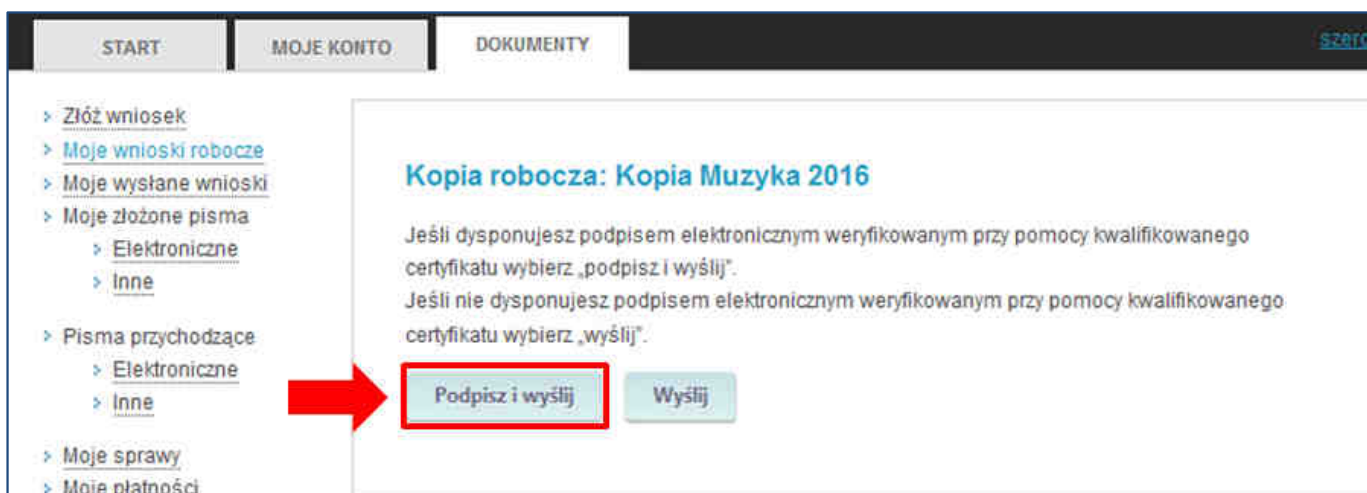 START
MOJE KONTO
DOKUMENTY
Złóż wniosek
Moje wnioski robocze
Moje wysłane wnioski
Moje złożone pisma
Elektroniczne
Inne
Pisma przychodzące
Elektroniczne
Inne
Moje sprawy
Moje płatności
Kopia robocza: Kopia Muzyka 2016
Jeśli dysponujesz podpisem elektronicznym weryfikowanym przy pomocy kwalifikowanego
certyfikatu wybierz „podpisz i wyślij”.
Jeśli nie dysponujesz podpisem elektronicznym weryfikowanym przy pomocy kwalifikowanego
certyfikatu wybierz „wyślij”.
Podpisz i wyślij
Wyślij